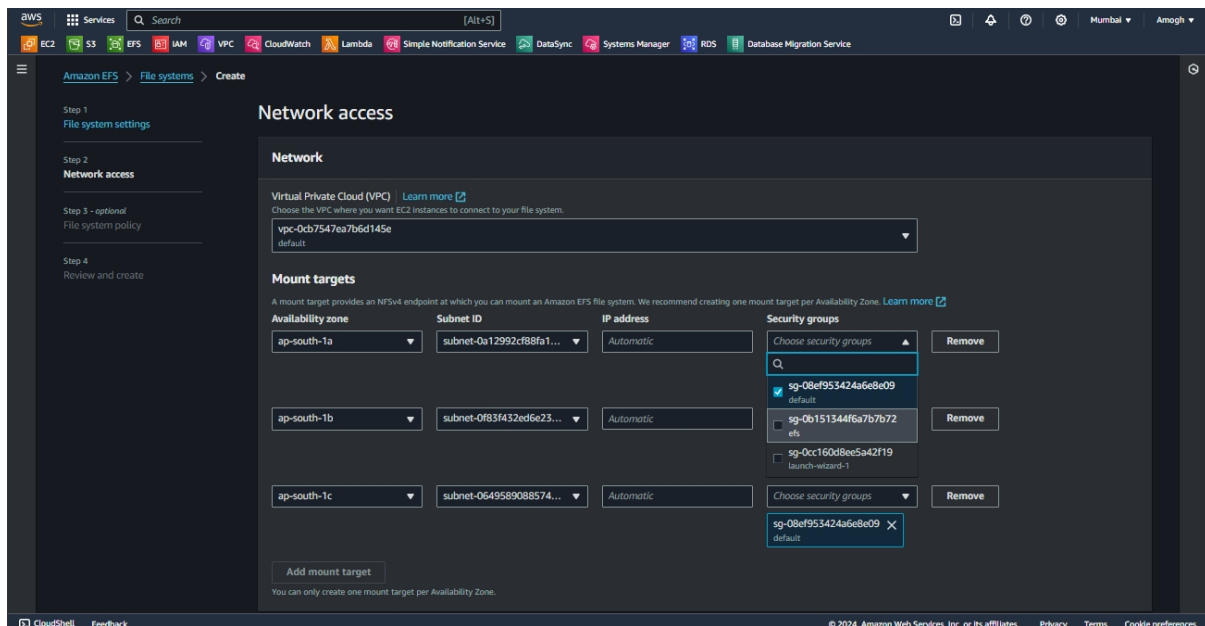 aws Services Search [Alt+S] Mumbai ▼ Amogh ▼
EC2 S3 EFS IAM VPC CloudWatch Lambda Simple Notification Service DataSync Systems Manager RDS Database Migration Service
Amazon EFS > File systems > Create
Step 1
File system settings
Step 2
Network access
Step 3 - optional
File system policy
Step 4
Review and create
Network access
Network
Virtual Private Cloud (VPC) Learn more
Choose the VPC where you want EC2 instances to connect to your file system.
vpc-0cb7547ea7b6d145e
default
Mount targets
A mount target provides an NFSv4 endpoint at which you can mount an Amazon EFS file system. We recommend creating one mount target per Availability Zone. Learn more
Availability zone Subnet ID IP address Security groups
ap-south-1a subnet-0a12992cf88fa1... Automatic Choose security groups Remove
sg-08ef953424a6e8e09
default
ap-south-1b subnet-0f83f432ed6e23... Automatic sg-0b151344f6a7b7b72 Remove
efs
sg-0cc160d8ee5a42f19
launch-wizard-1
ap-south-1c subnet-0649589088574... Automatic Choose security groups Remove
sg-08ef953424a6e8e09
default
Add mount target
You can only create one mount target per Availability Zone.
CloudShell Feedback © 2024, Amazon Web Services, Inc. or its affiliates. Privacy Terms Cookie preferences